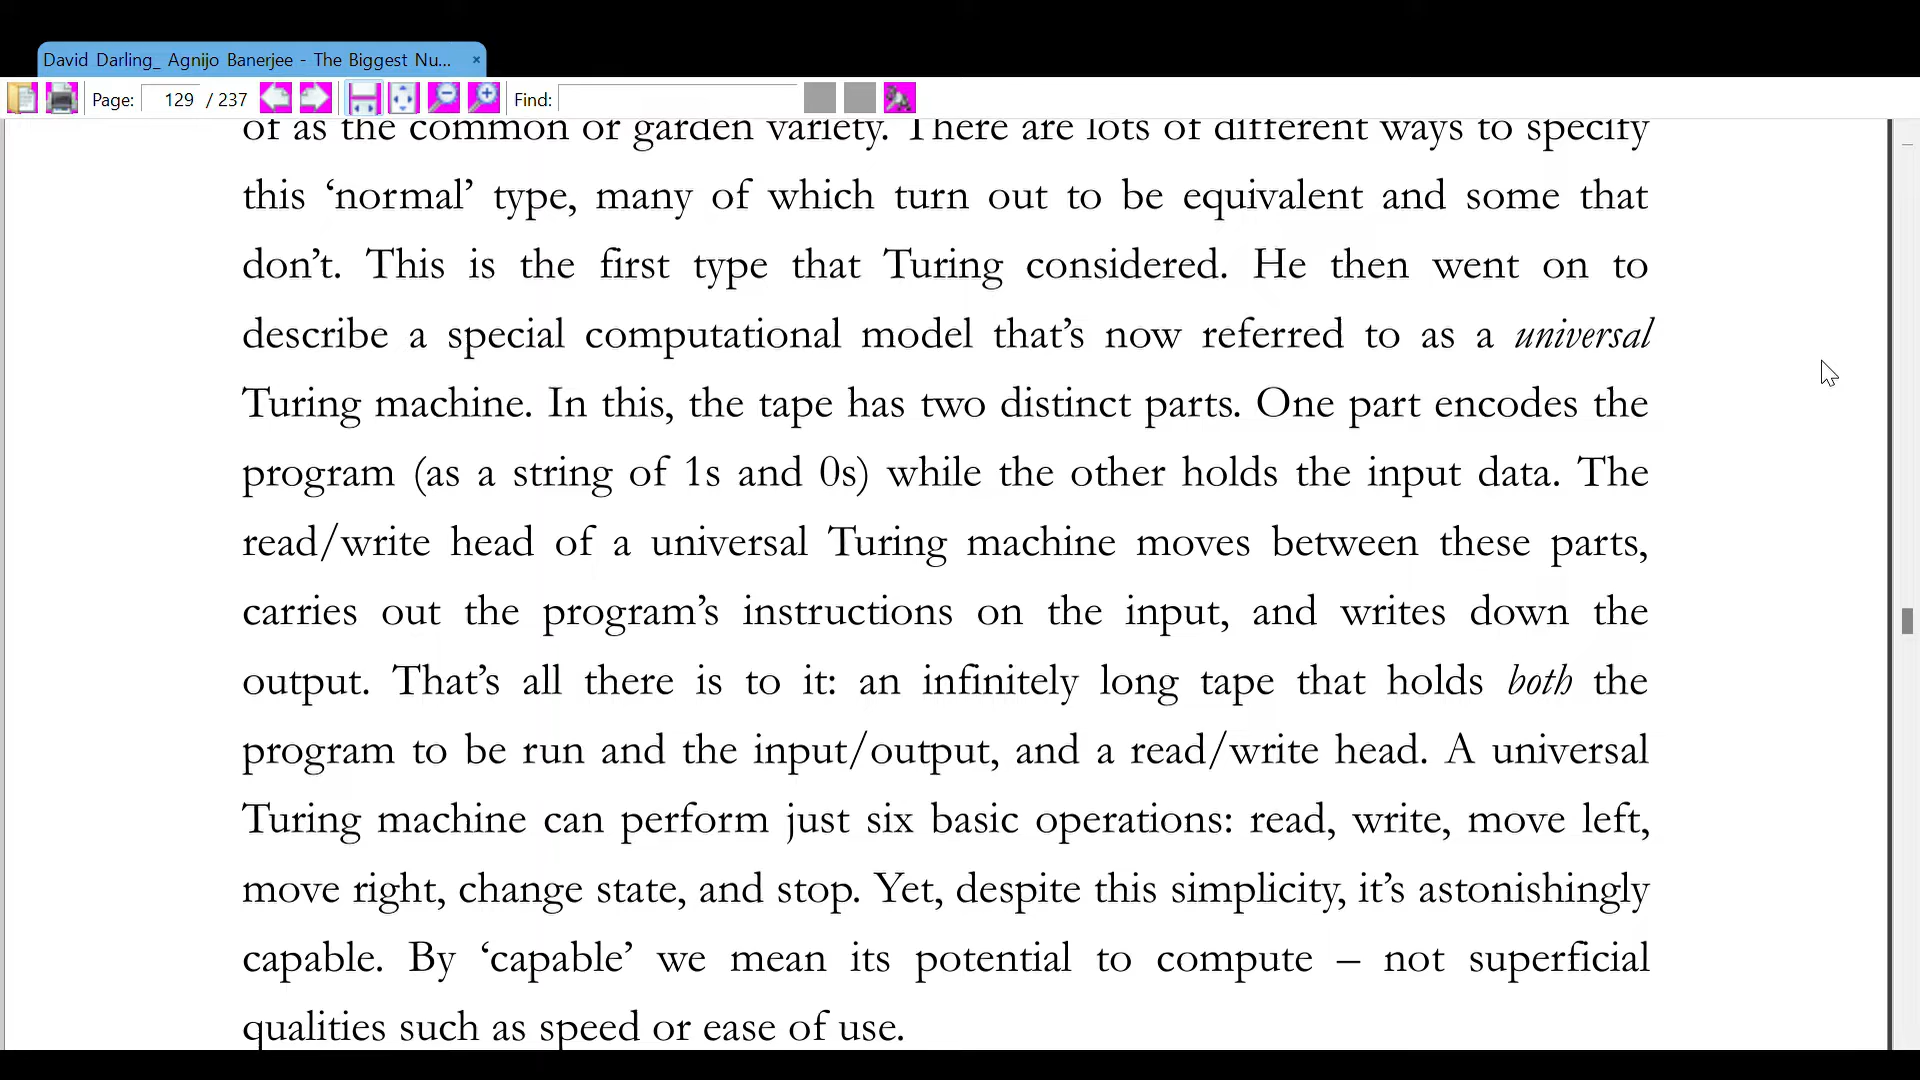 David Darling_ Agnijo Banerjee - The Biggest Nu... ×
Page: 129 / 237 Find:
of as the common or garden variety. There are lots of different ways to specify
this ‘normal’ type, many of which turn out to be equivalent and some that
don’t. This is the first type that Turing considered. He then went on to
describe a special computational model that’s now referred to as a universal
Turing machine. In this, the tape has two distinct parts. One part encodes the
program (as a string of 1s and 0s) while the other holds the input data. The
read/write head of a universal Turing machine moves between these parts,
carries out the program’s instructions on the input, and writes down the
output. That’s all there is to it: an infinitely long tape that holds both the
program to be run and the input/output, and a read/write head. A universal
Turing machine can perform just six basic operations: read, write, move left,
move right, change state, and stop. Yet, despite this simplicity, it’s astonishingly
capable. By ‘capable’ we mean its potential to compute – not superficial
qualities such as speed or ease of use.